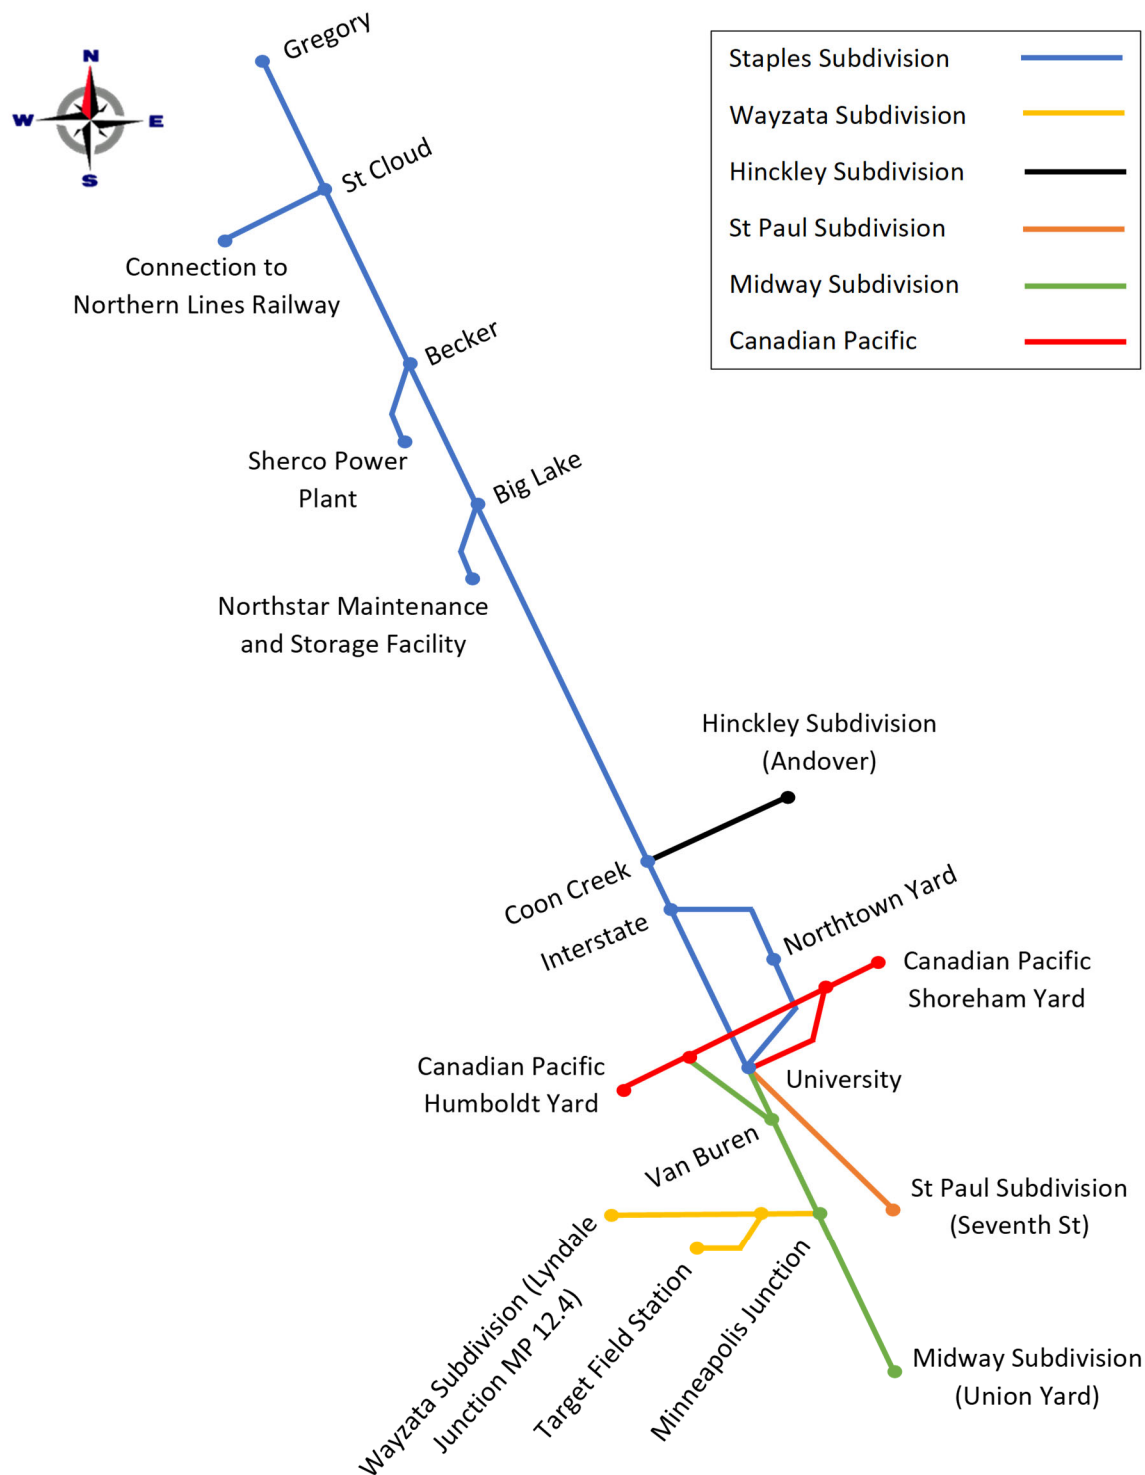 Gregory
N
W
E
S
Staples Subdivision
Wayzata Subdivision
Hinckley Subdivision
St Paul Subdivision
Midway Subdivision
Canadian Pacific
St Cloud
Connection to
Northern Lines Railway
Becker
Sherco Power
Plant
Big Lake
Northstar Maintenance
and Storage Facility
Hinckley Subdivision
(Andover)
Coon Creek
Interstate
Northtown Yard
Canadian Pacific
Shoreham Yard
Canadian Pacific
Humboldt Yard
University
Van Buren
St Paul Subdivision
(Seventh St)
Wayzata Subdivision (Lyndale
Junction MP 12.4)
Target Field Station
Minneapolis Junction
Midway Subdivision
(Union Yard)